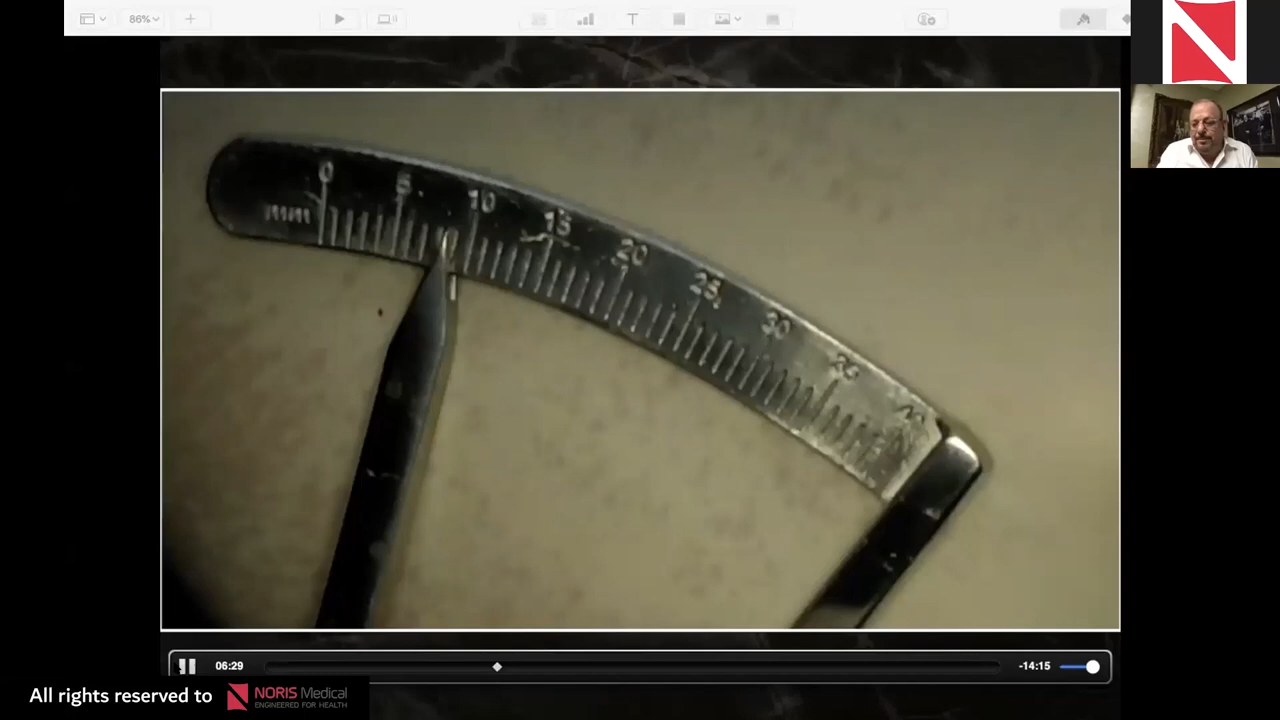 86%
T
N
0
5
10
15
20
25
30
mm
06:29
-14:15
All rights reserved to
NORIS Medical
ENGINEERED FOR HEALTH